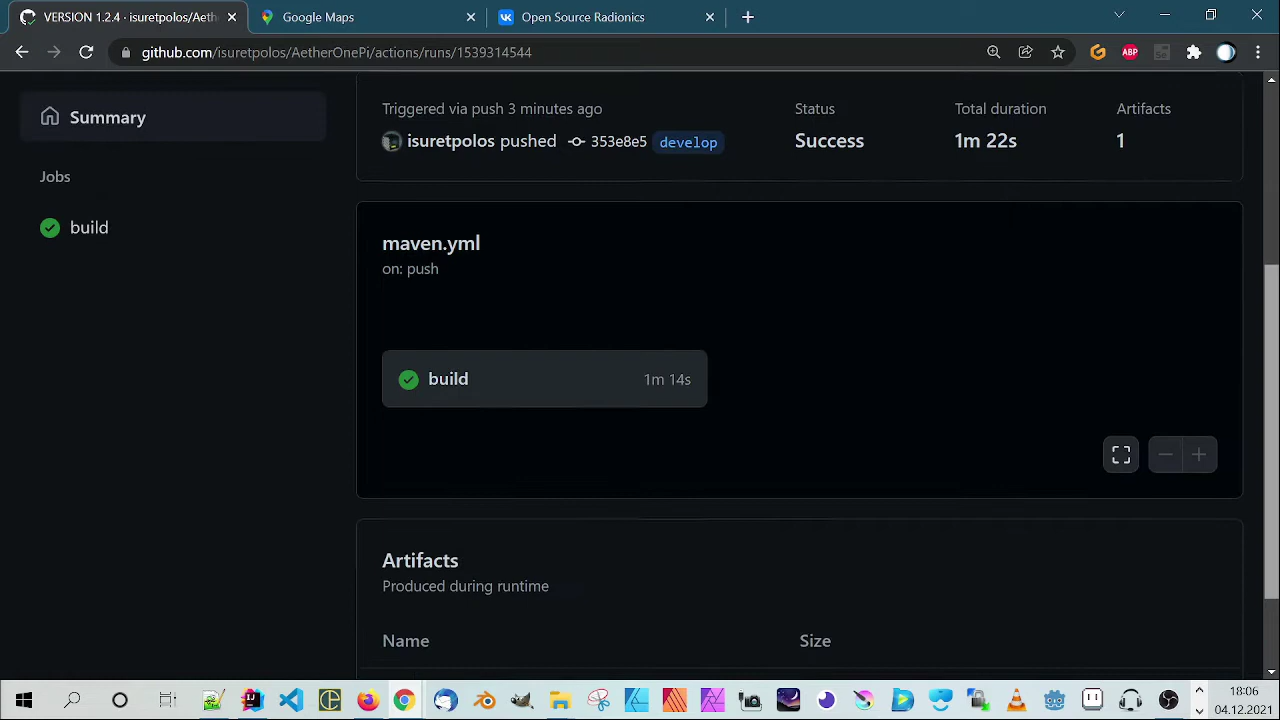 VERSION 1.2.4 · isuretpolos/Aeth
Google Maps
Open Source Radionics
github.com/isuretpolos/AetherOnePi/actions/runs/1539314544
ABP
Summary
Triggered via push 3 minutes ago
isuretpolos pushed 353e8e5 develop
Status
Success
Total duration
1m 22s
Artifacts
1
Jobs
build
maven.yml
on: push
build 1m 14s
Artifacts
Produced during runtime
Name Size
18:06
04.12.2021